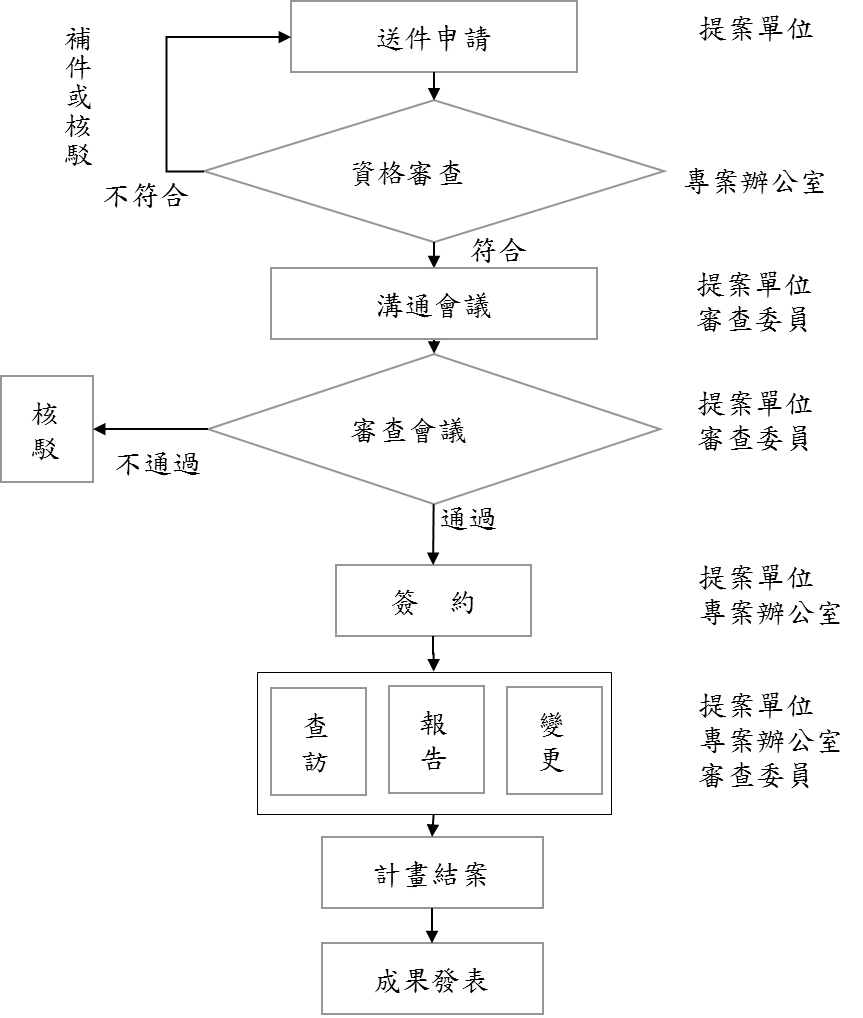 送件申請
提案單位
補件或核駁
資格審查
專案辦公室
不符合
符合
溝通會議
提案單位
審查委員
核駁
審查會議
提案單位
審查委員
不通過
通過
簽 約
提案單位
專案辦公室
查訪
報告
變更
提案單位
專案辦公室
審查委員
計畫結案
成果發表